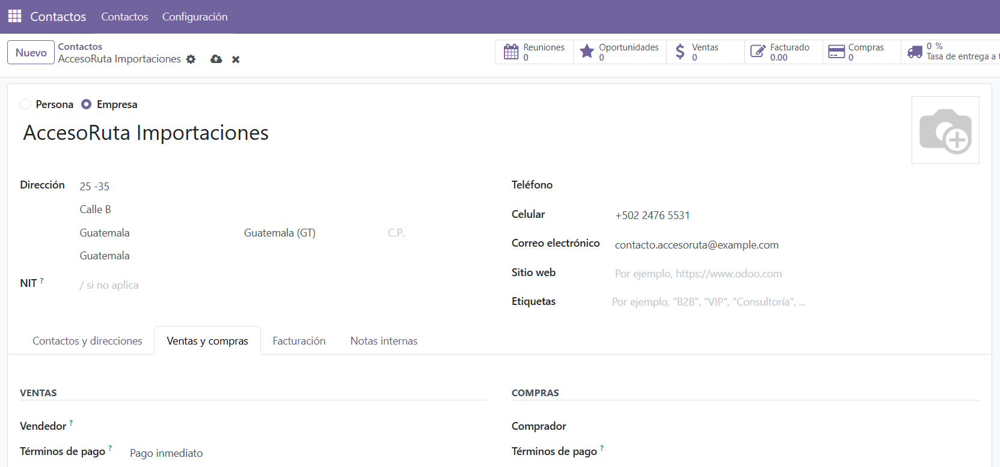 Contactos Contactos Configuración
Nuevo
Contactos
AccesoRuta Importaciones
Reuniones
0
Oportunidades
0
Ventas
0
Facturado
0.00
Compras
0
0 %
Tasa de entrega a t
Persona Empresa
AccesoRuta Importaciones
Dirección
25 -35
Calle B
Guatemala Guatemala (GT) C.P.
Guatemala
NIT ? / si no aplica
Teléfono
Celular +502 2476 5531
Correo electrónico contacto.accesoruta@example.com
Sitio web Por ejemplo, https://www.odoo.com
Etiquetas Por ejemplo, "B2B", "VIP", "Consultoría", ...
Contactos y direcciones Ventas y compras Facturación Notas internas
VENTAS
Vendedor ?
Términos de pago ? Pago inmediato
COMPRAS
Comprador
Términos de pago ?